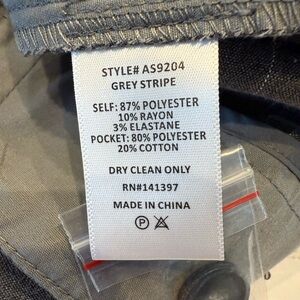 STYLE# AS9204
GREY STRIPE
SELF: 87% POLYESTER
10% RAYON
3% ELASTANE
POCKET: 80% POLYESTER
20% COTTON
DRY CLEAN ONLY
RN#141397
MADE IN CHINA
P